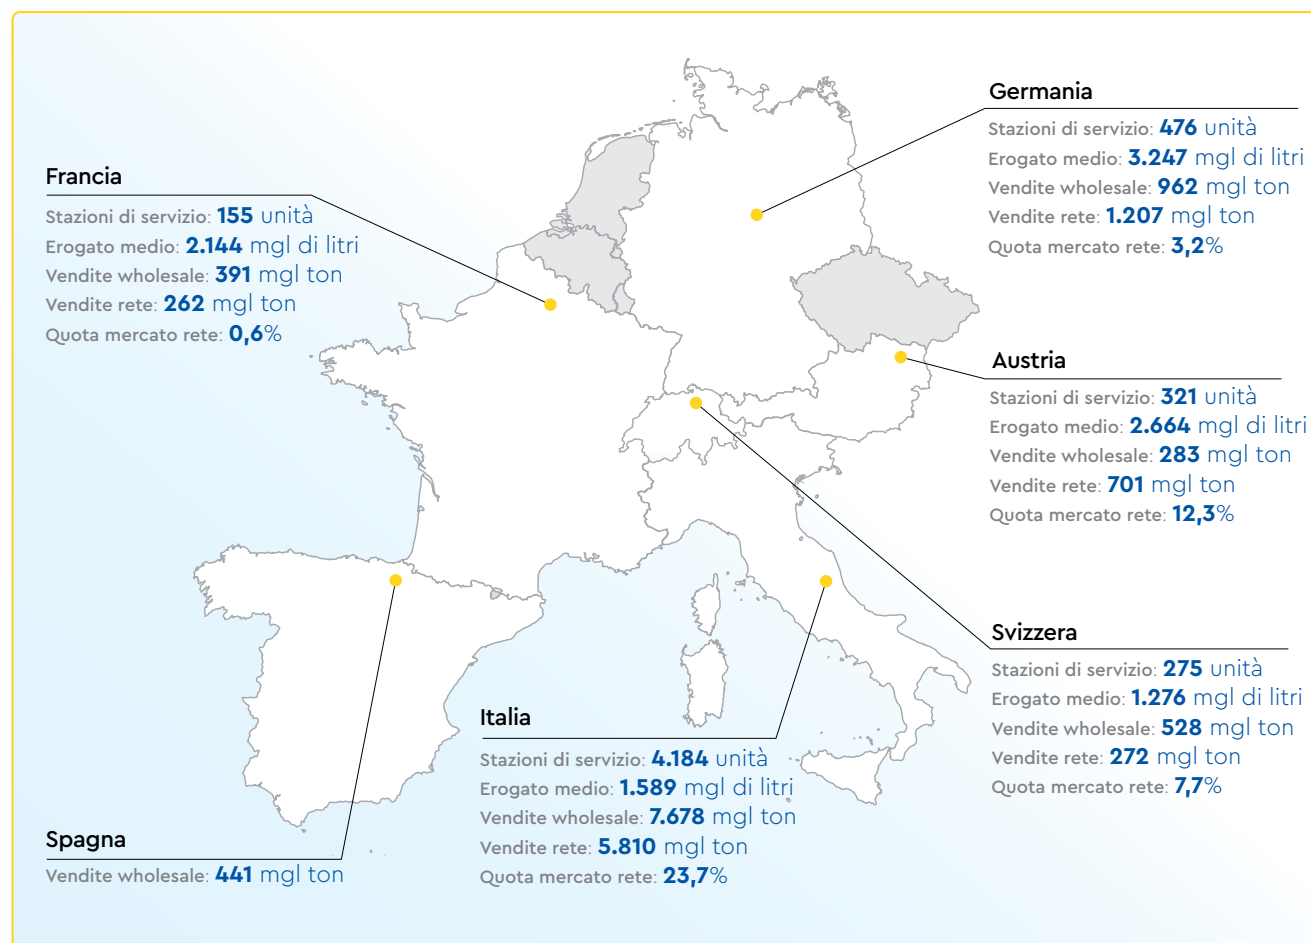 Germania
Stazioni di servizio: 476 unità
Erogato medio: 3.247 mgl di litri
Vendite wholesale: 962 mgl ton
Vendite rete: 1.207 mgl ton
Quota mercato rete: 3,2%
Francia
Stazioni di servizio: 155 unità
Erogato medio: 2.144 mgl di litri
Vendite wholesale: 391 mgl ton
Vendite rete: 262 mgl ton
Quota mercato rete: 0,6%
Austria
Stazioni di servizio: 321 unità
Erogato medio: 2.664 mgl di litri
Vendite wholesale: 283 mgl ton
Vendite rete: 701 mgl ton
Quota mercato rete: 12,3%
Svizzera
Stazioni di servizio: 275 unità
Erogato medio: 1.276 mgl di litri
Vendite wholesale: 528 mgl ton
Vendite rete: 272 mgl ton
Quota mercato rete: 7,7%
Italia
Stazioni di servizio: 4.184 unità
Erogato medio: 1.589 mgl di litri
Vendite wholesale: 7.678 mgl ton
Vendite rete: 5.810 mgl ton
Quota mercato rete: 23,7%
Spagna
Vendite wholesale: 441 mgl ton